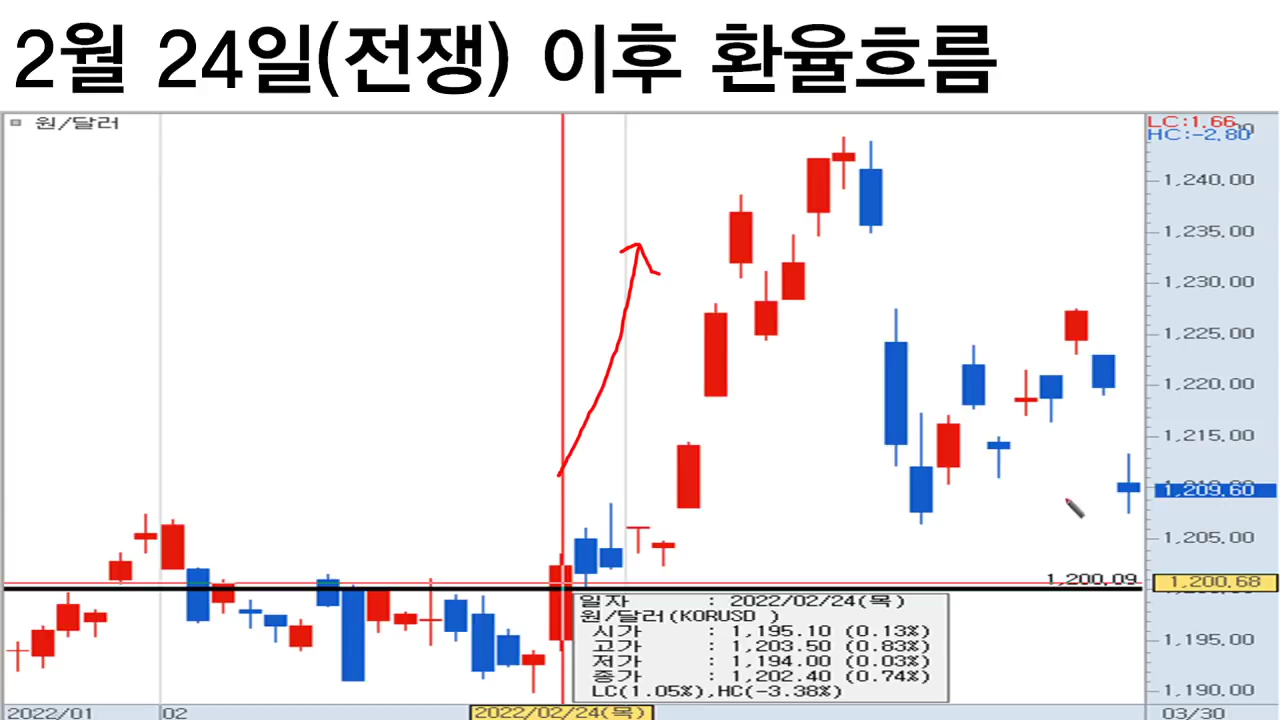 2월 24일(전쟁) 이후 환율흐름
원/달러
LC:1.66
HC:-2.80
1,240.00
1,235.00
1,230.00
1,225.00
1,220.00
1,215.00
1,209.60
1,205.00
1,200.09
1,200.68
일자 : 2022/02/24(목)
원/달러(KORUSD )
시가 : 1,195.10 (0.13%)
고가 : 1,203.50 (0.83%)
저가 : 1,194.00 (0.03%)
종가 : 1,202.40 (0.74%)
LC(1.05%),HC(-3.38%)
1,195.00
1,190.00
2022/01
02
2022/02/24(목)
03/30